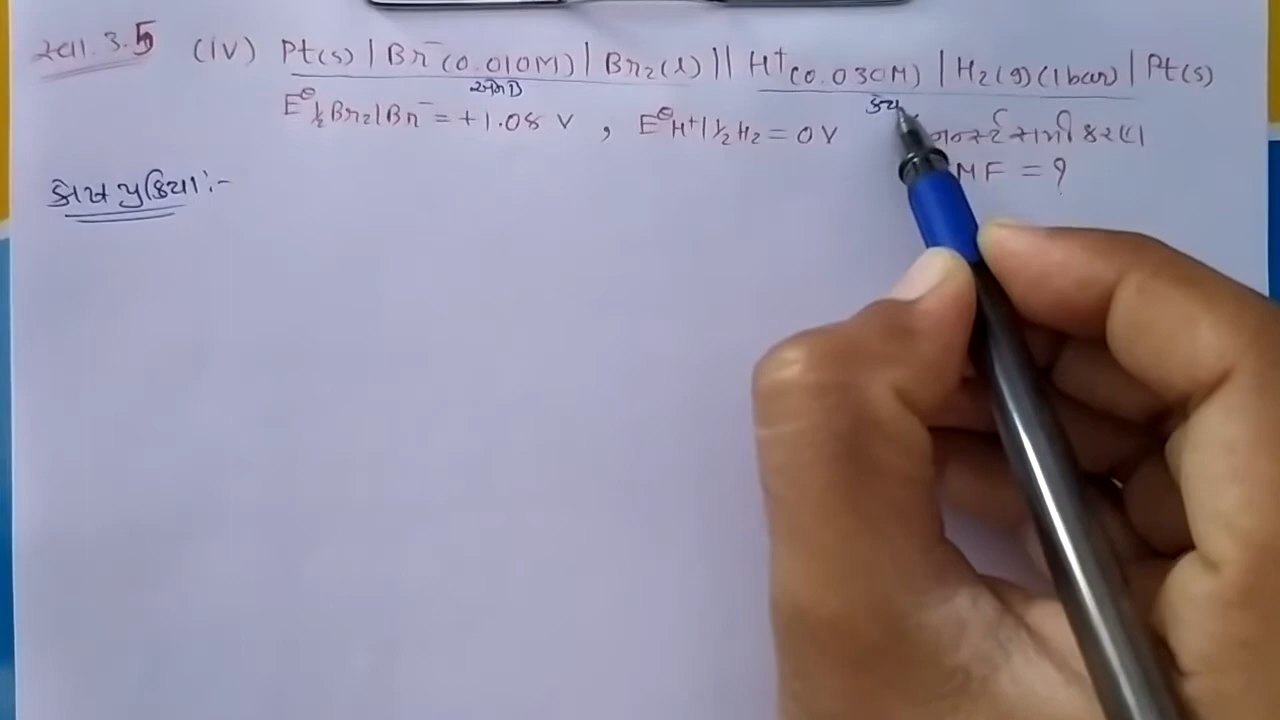 સ્વા.3.5 (iv) Pt(s) | Br⁻(0.010M) | Br₂(l) || H⁺(0.030M) | H₂(g)(1bar) | Pt(s)
એનોડ
E⊖½Br₂|Br⁻ = +1.08 V , E⊖H⁺|½H₂ = 0V
MF = ?
કોષ પ્રક્રિયા :-